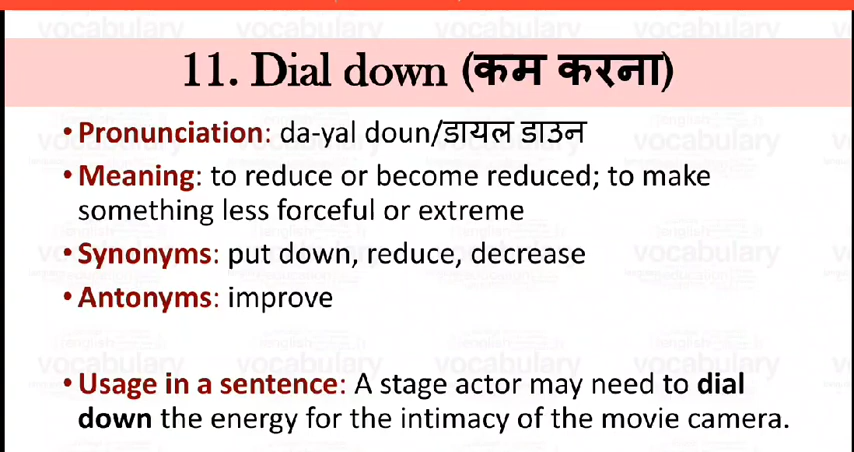 11. Dial down (कम करना)
• Pronunciation: da-yal doun/डायल डाउन
• Meaning: to reduce or become reduced; to make
something less forceful or extreme
• Synonyms: put down, reduce, decrease
• Antonyms: improve
• Usage in a sentence: A stage actor may need to dial
down the energy for the intimacy of the movie camera.